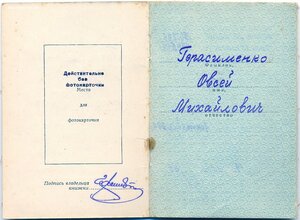 Действительно
без
фотокарточки
Место
для
фотокарточки
Подпись владельца
книжки
Герасименко
фамилия,
Овсей
имя,
Михайлович
отчество